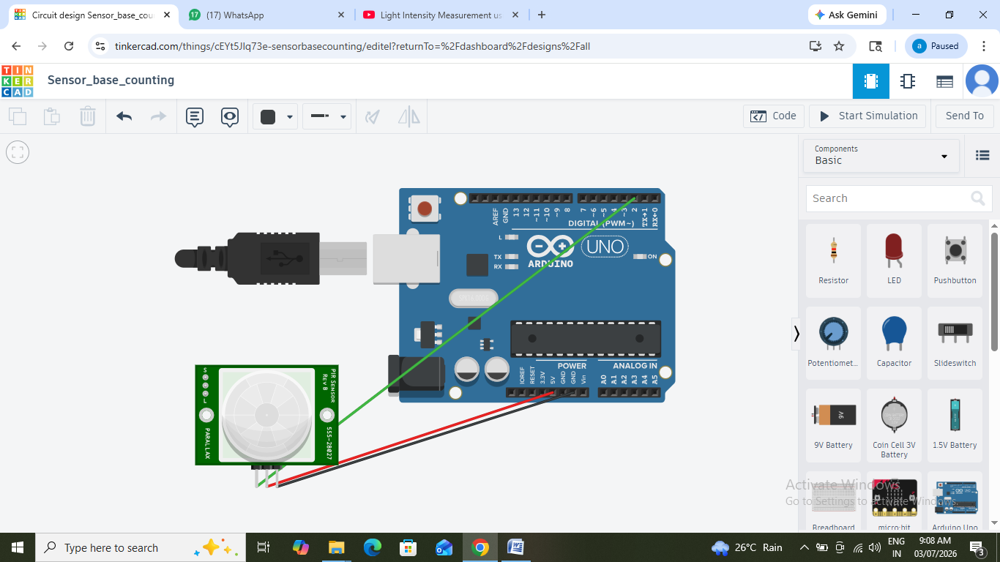 Circuit design Sensor_base_cou
(17) WhatsApp
Light Intensity Measurement us
Ask Gemini
tinkercad.com/things/cEYt5JIq73e-sensorbasecounting/editel?returnTo=%2Fdashboard%2Fdesigns%2Fall
a Paused
TINKERCAD
Sensor_base_counting
Code
Start Simulation
Send To
Components
Basic
Search
Resistor
LED
Pushbutton
Potentiomet...
Capacitor
Slideswitch
9V
9V Battery
Coin Cell 3V
Battery
1.5V Battery
Breadboard
micro:bit
Arduino Uno
AREF
GND
13
12
~11
~10
~9
8
7
~6
~5
4
~3
2
TX→1
RX←0
DIGITAL (PWM~)
L
TX
RX
ARDUINO
UNO
ON
POWER
ANALOG IN
IOREF
RESET
3.3V
5V
GND
GND
Vin
A0
A1
A2
A3
A4
A5
S
L
PARALLAX
PIR SENSOR
REV B
555-28027
Activate Windows
Go to Settings to activate Windows.
Type here to search
26°C Rain
ENG
IN
9:08 AM
03/07/2026
3